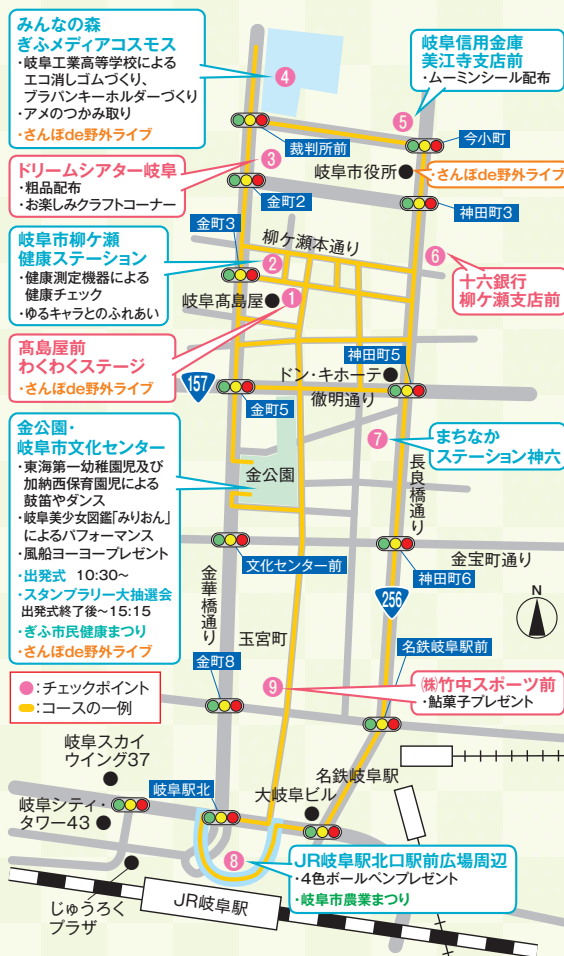 みんなの森
ぎふメディアコスモス
・岐阜工業高等学校による
エコ消しゴムづくり、
プラバンキーホルダーづくり
・アメのつかみ取り
・さんぽde野外ライブ
4
岐阜信用金庫
美江寺支店前
・ムーミンシール配布
5
裁判所前
今小町
ドリームシアター岐阜
・粗品配布
・お楽しみクラフトコーナー
3
岐阜市役所
・さんぽde野外ライブ
金町2
神田町3
岐阜市柳ケ瀬
健康ステーション
・健康測定機器による
健康チェック
・ゆるキャラとのふれあい
金町3
柳ケ瀬本通り
2
6
十六銀行
柳ケ瀬支店前
岐阜髙島屋
1
髙島屋前
わくわくステージ
・さんぽde野外ライブ
神田町5
ドン・キホーテ
157
徹明通り
金町5
金公園・
岐阜市文化センター
・東海第一幼稚園児及び
加納西保育園児による
鼓笛やダンス
・岐阜美少女図鑑「みりおん」
によるパフォーマンス
・風船ヨーヨープレゼント
・出発式 10:30～
・スタンプラリー大抽選会
出発式終了後～15:15
・ぎふ市民健康まつり
・さんぽde野外ライブ
金公園
7
まちなか
ステーション神六
長良橋通り
文化センター前
金宝町通り
神田町6
金華橋通り
256
N
玉宮町
名鉄岐阜駅前
金町8
9
㈱竹中スポーツ前
・鮎菓子プレゼント
●:チェックポイント
:コースの一例
岐阜スカイ
ウイング37
名鉄岐阜駅
岐阜シティ・
タワー43
岐阜駅北
大岐阜ビル
8
JR岐阜駅北口駅前広場周辺
・4色ボールペンプレゼント
・岐阜市農業まつり
じゅうろく
プラザ
JR岐阜駅